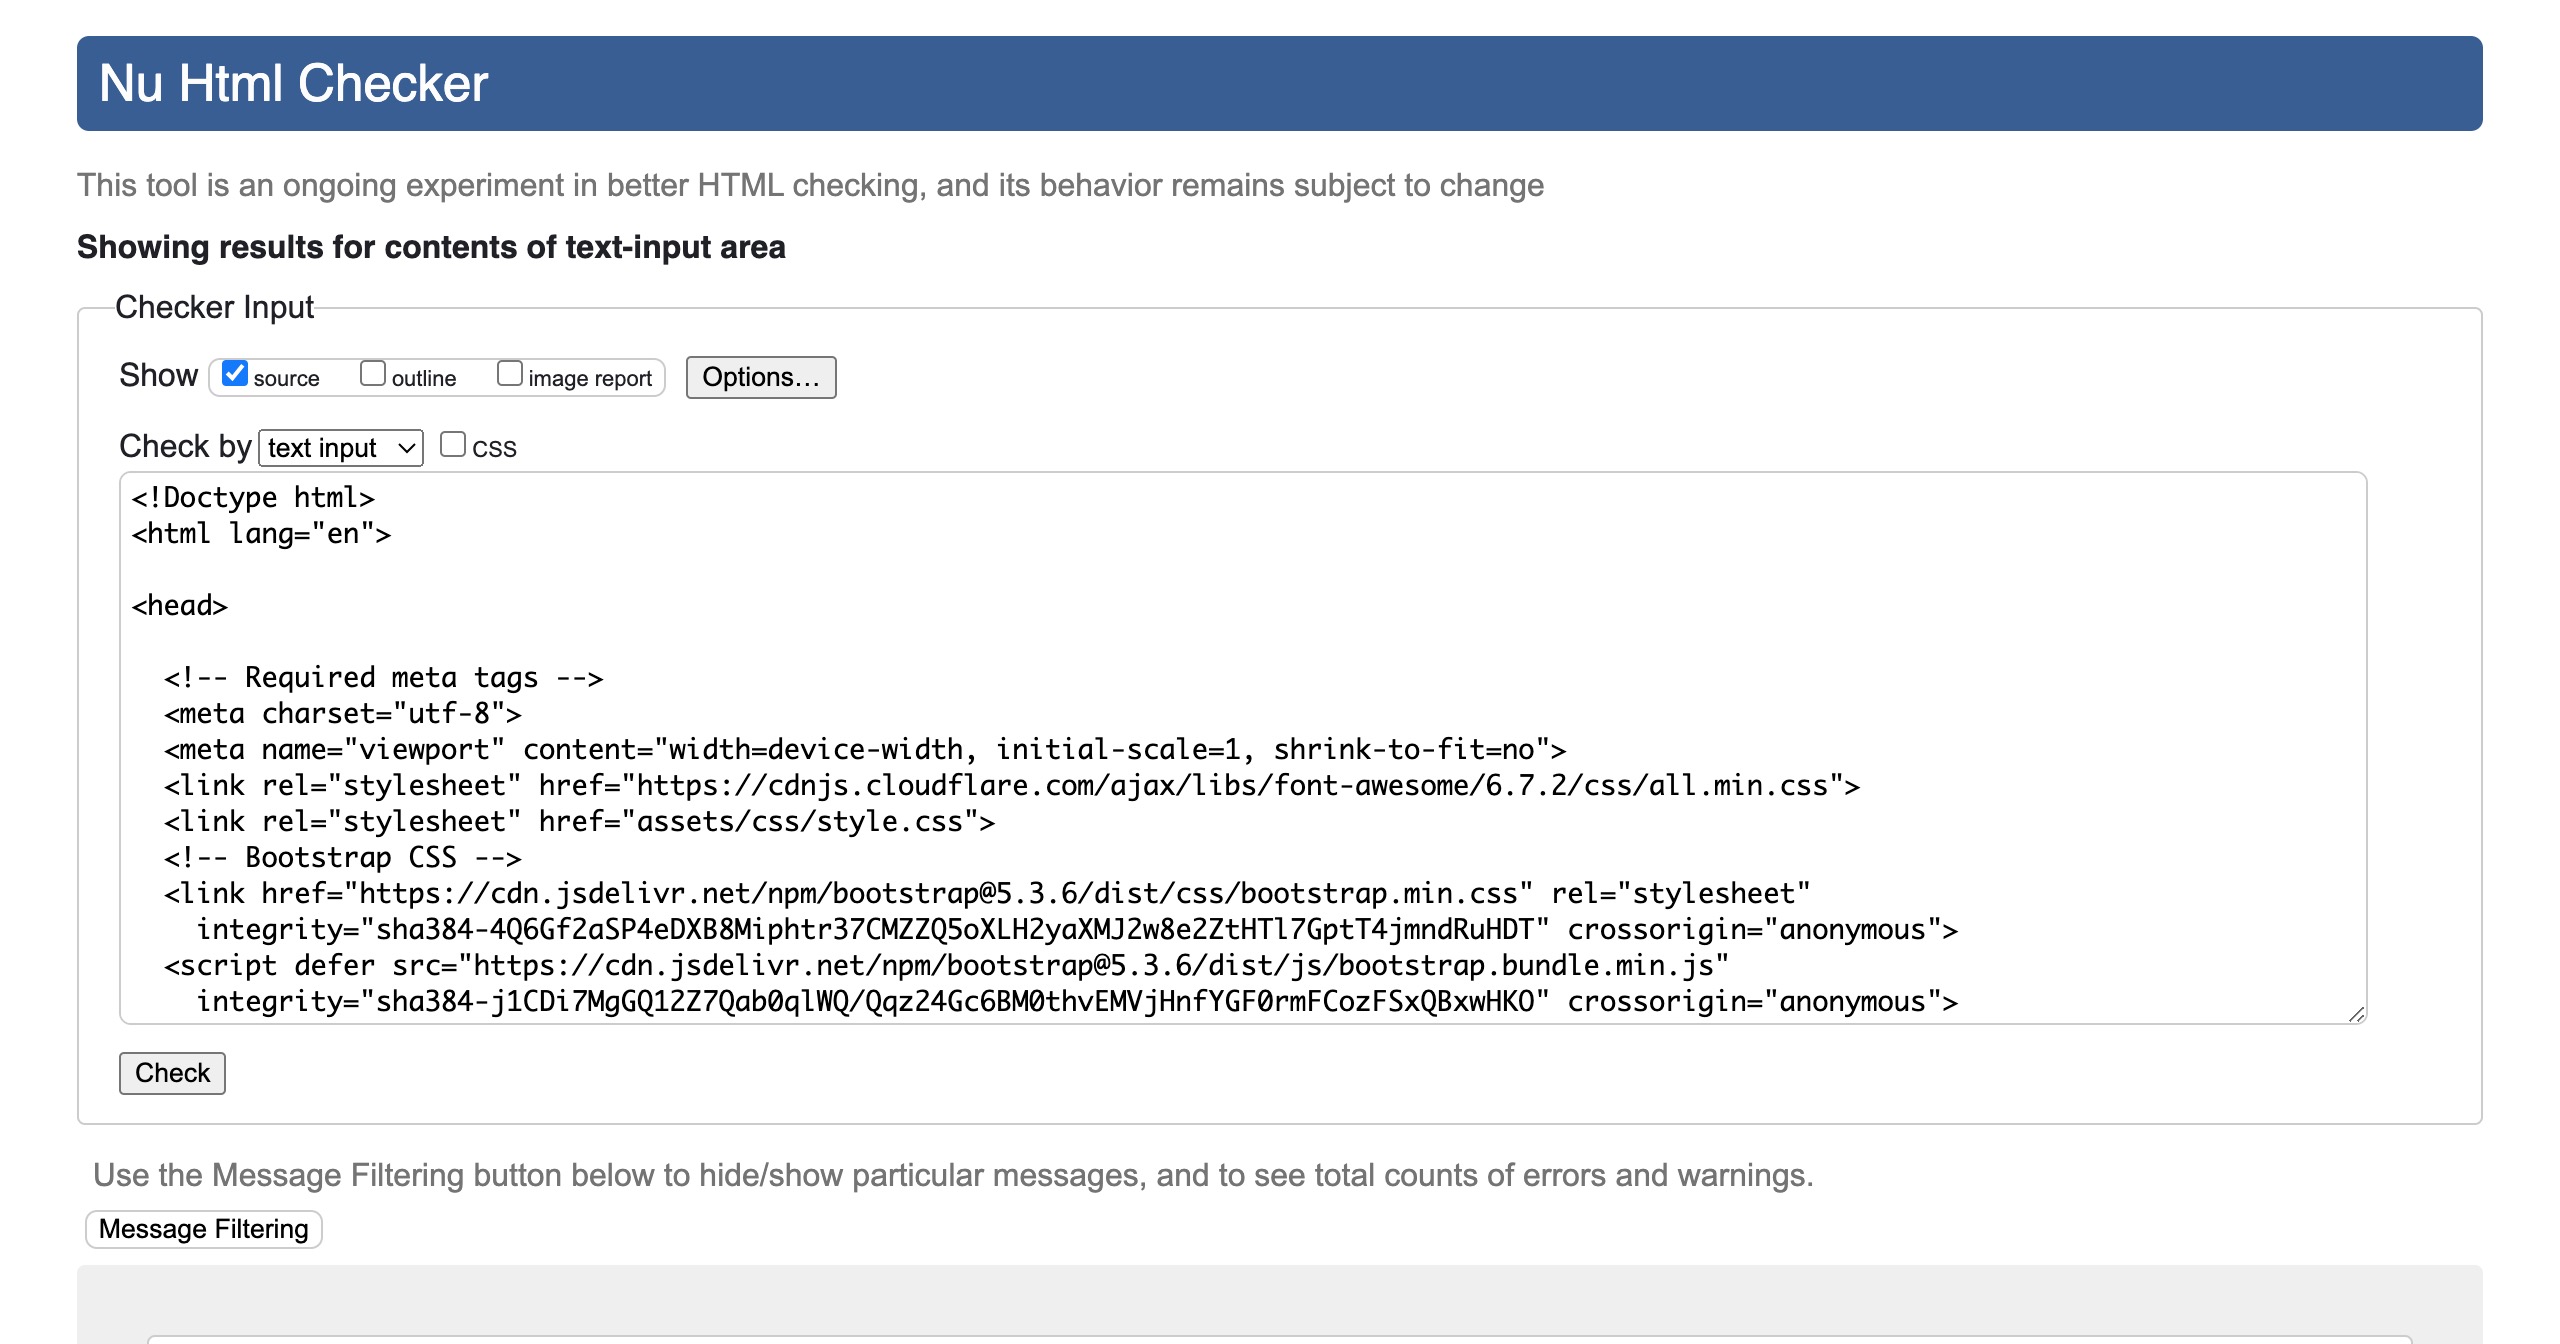 Nu Html Checker
This tool is an ongoing experiment in better HTML checking, and its behavior remains subject to change
Showing results for contents of text-input area
Checker Input
Show source outline image report Options…
Check by text input CSS
<!Doctype html>
<html lang="en">
<head>
<!-- Required meta tags -->
<meta charset="utf-8">
<meta name="viewport" content="width=device-width, initial-scale=1, shrink-to-fit=no">
<link rel="stylesheet" href="https://cdnjs.cloudflare.com/ajax/libs/font-awesome/6.7.2/css/all.min.css">
<link rel="stylesheet" href="assets/css/style.css">
<!-- Bootstrap CSS -->
<link href="https://cdn.jsdelivr.net/npm/bootstrap@5.3.6/dist/css/bootstrap.min.css" rel="stylesheet"
integrity="sha384-4Q6Gf2aSP4eDXB8Miphtr37CMZZQ5oXLH2yaXMJ2w8e2ZtHTl7GptT4jmndRuHDT" crossorigin="anonymous">
<script defer src="https://cdn.jsdelivr.net/npm/bootstrap@5.3.6/dist/js/bootstrap.bundle.min.js"
integrity="sha384-j1CDi7MgGQ12Z7Qab0qlWQ/Qqz24Gc6BM0thvEMVjHnfYGF0rmFCozFSxQBxwHKO" crossorigin="anonymous">
Check
Use the Message Filtering button below to hide/show particular messages, and to see total counts of errors and warnings.
Message Filtering